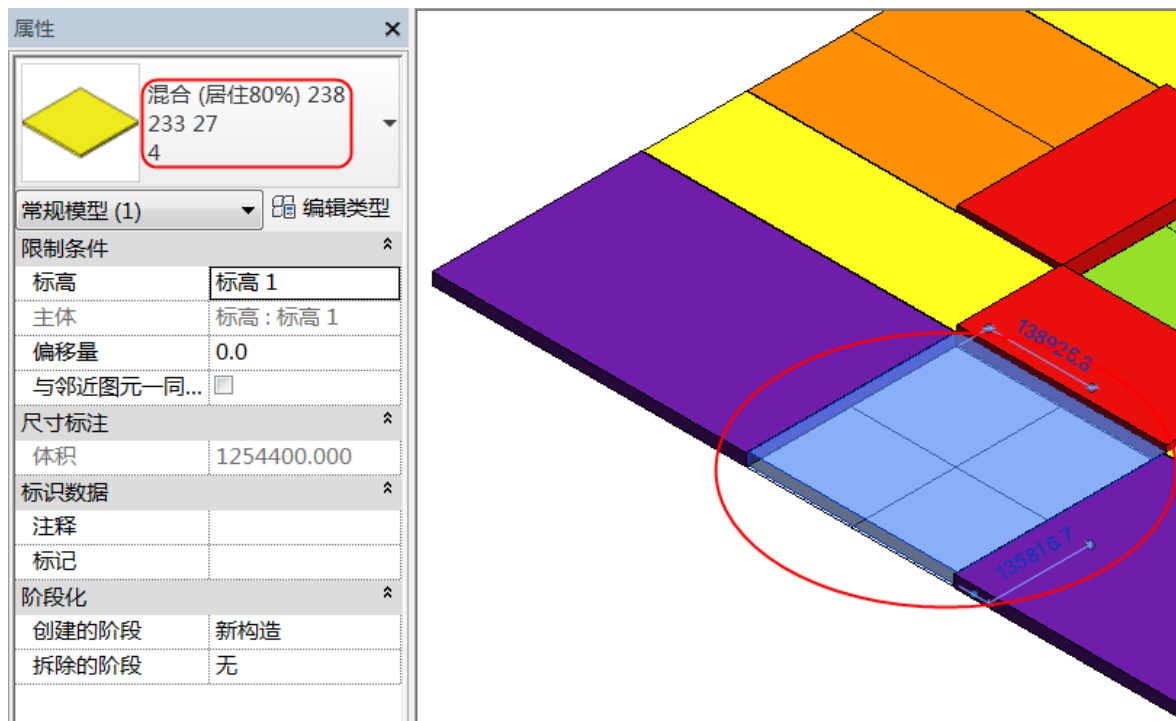 属性
混合 (居住80%) 238
233 27
4
常规模型 (1)
编辑类型
限制条件
标高
标高 1
主体
标高 : 标高 1
偏移量
0.0
与邻近图元一同...
尺寸标注
体积
1254400.000
标识数据
注释
标记
阶段化
创建的阶段
新构造
拆除的阶段
无
138926.8
135816.7